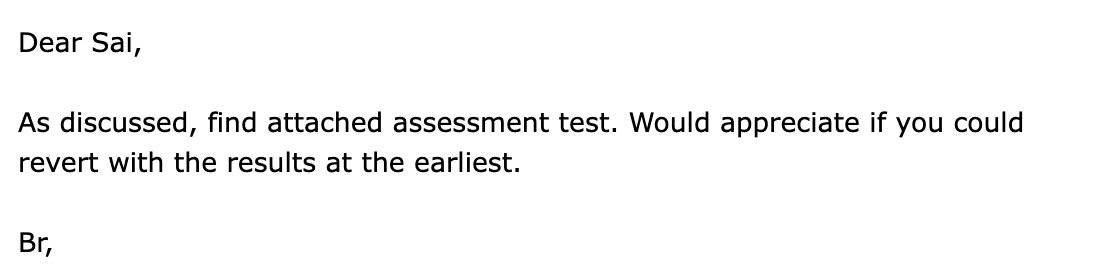 Dear Sai,
As discussed, find attached assessment test. Would appreciate if you could
revert with the results at the earliest.
Br,